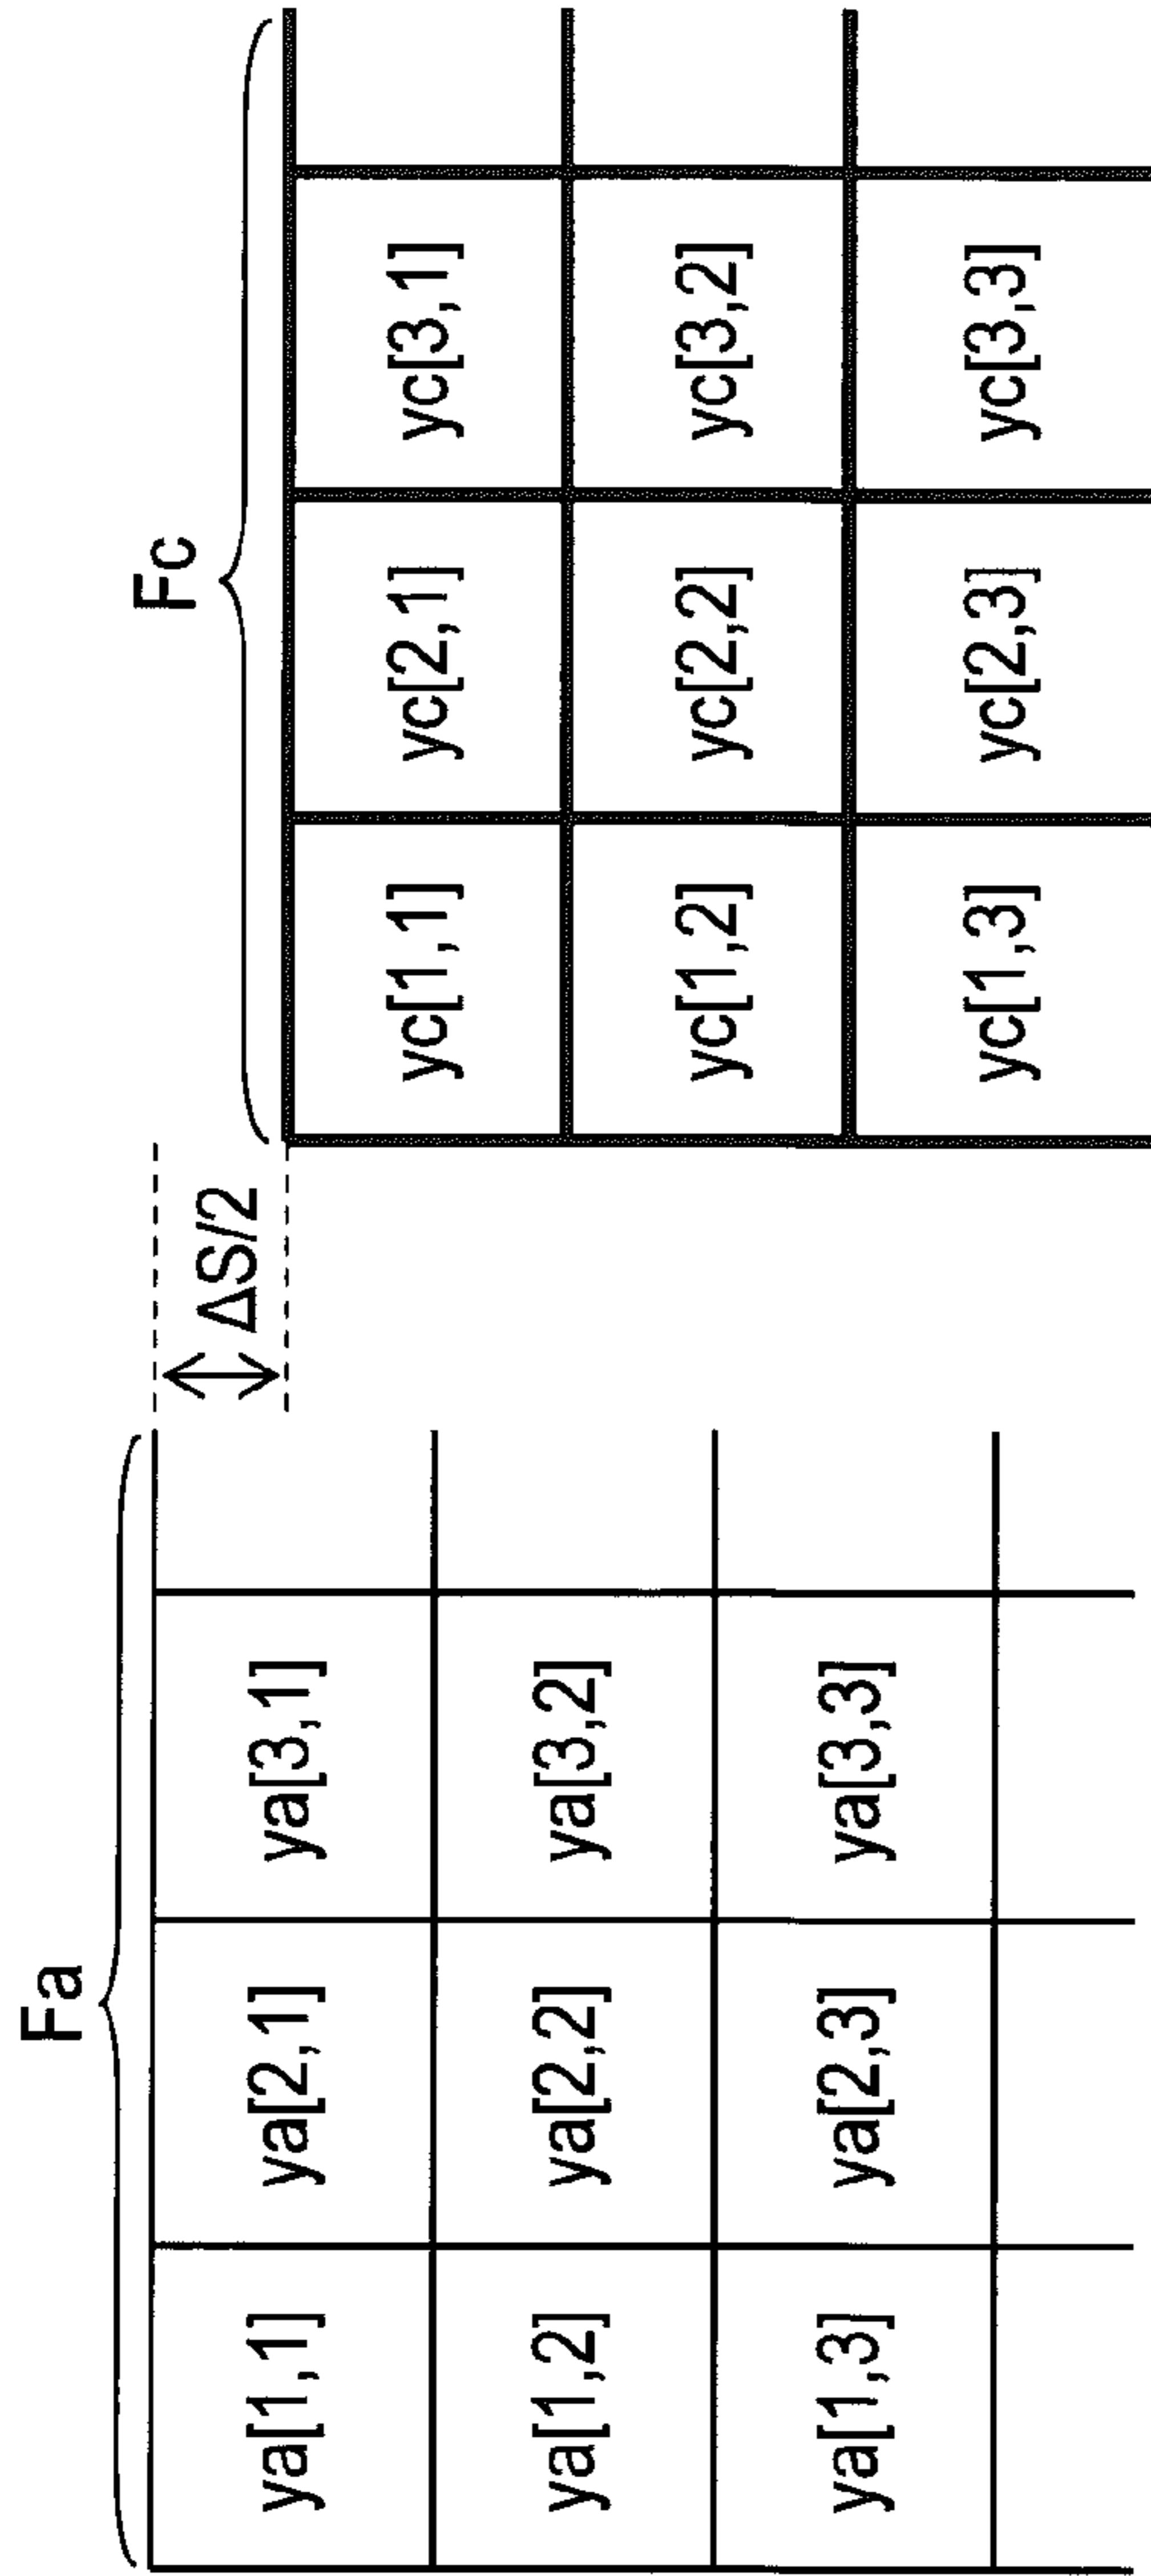 Fa
ya[1,1] ya[2,1] ya[3,1]
ya[1,2] ya[2,2] ya[3,2]
ya[1,3] ya[2,3] ya[3,3]
ΔS/2
Fc
yc[1,1] yc[2,1] yc[3,1]
yc[1,2] yc[2,2] yc[3,2]
yc[1,3] yc[2,3] yc[3,3]